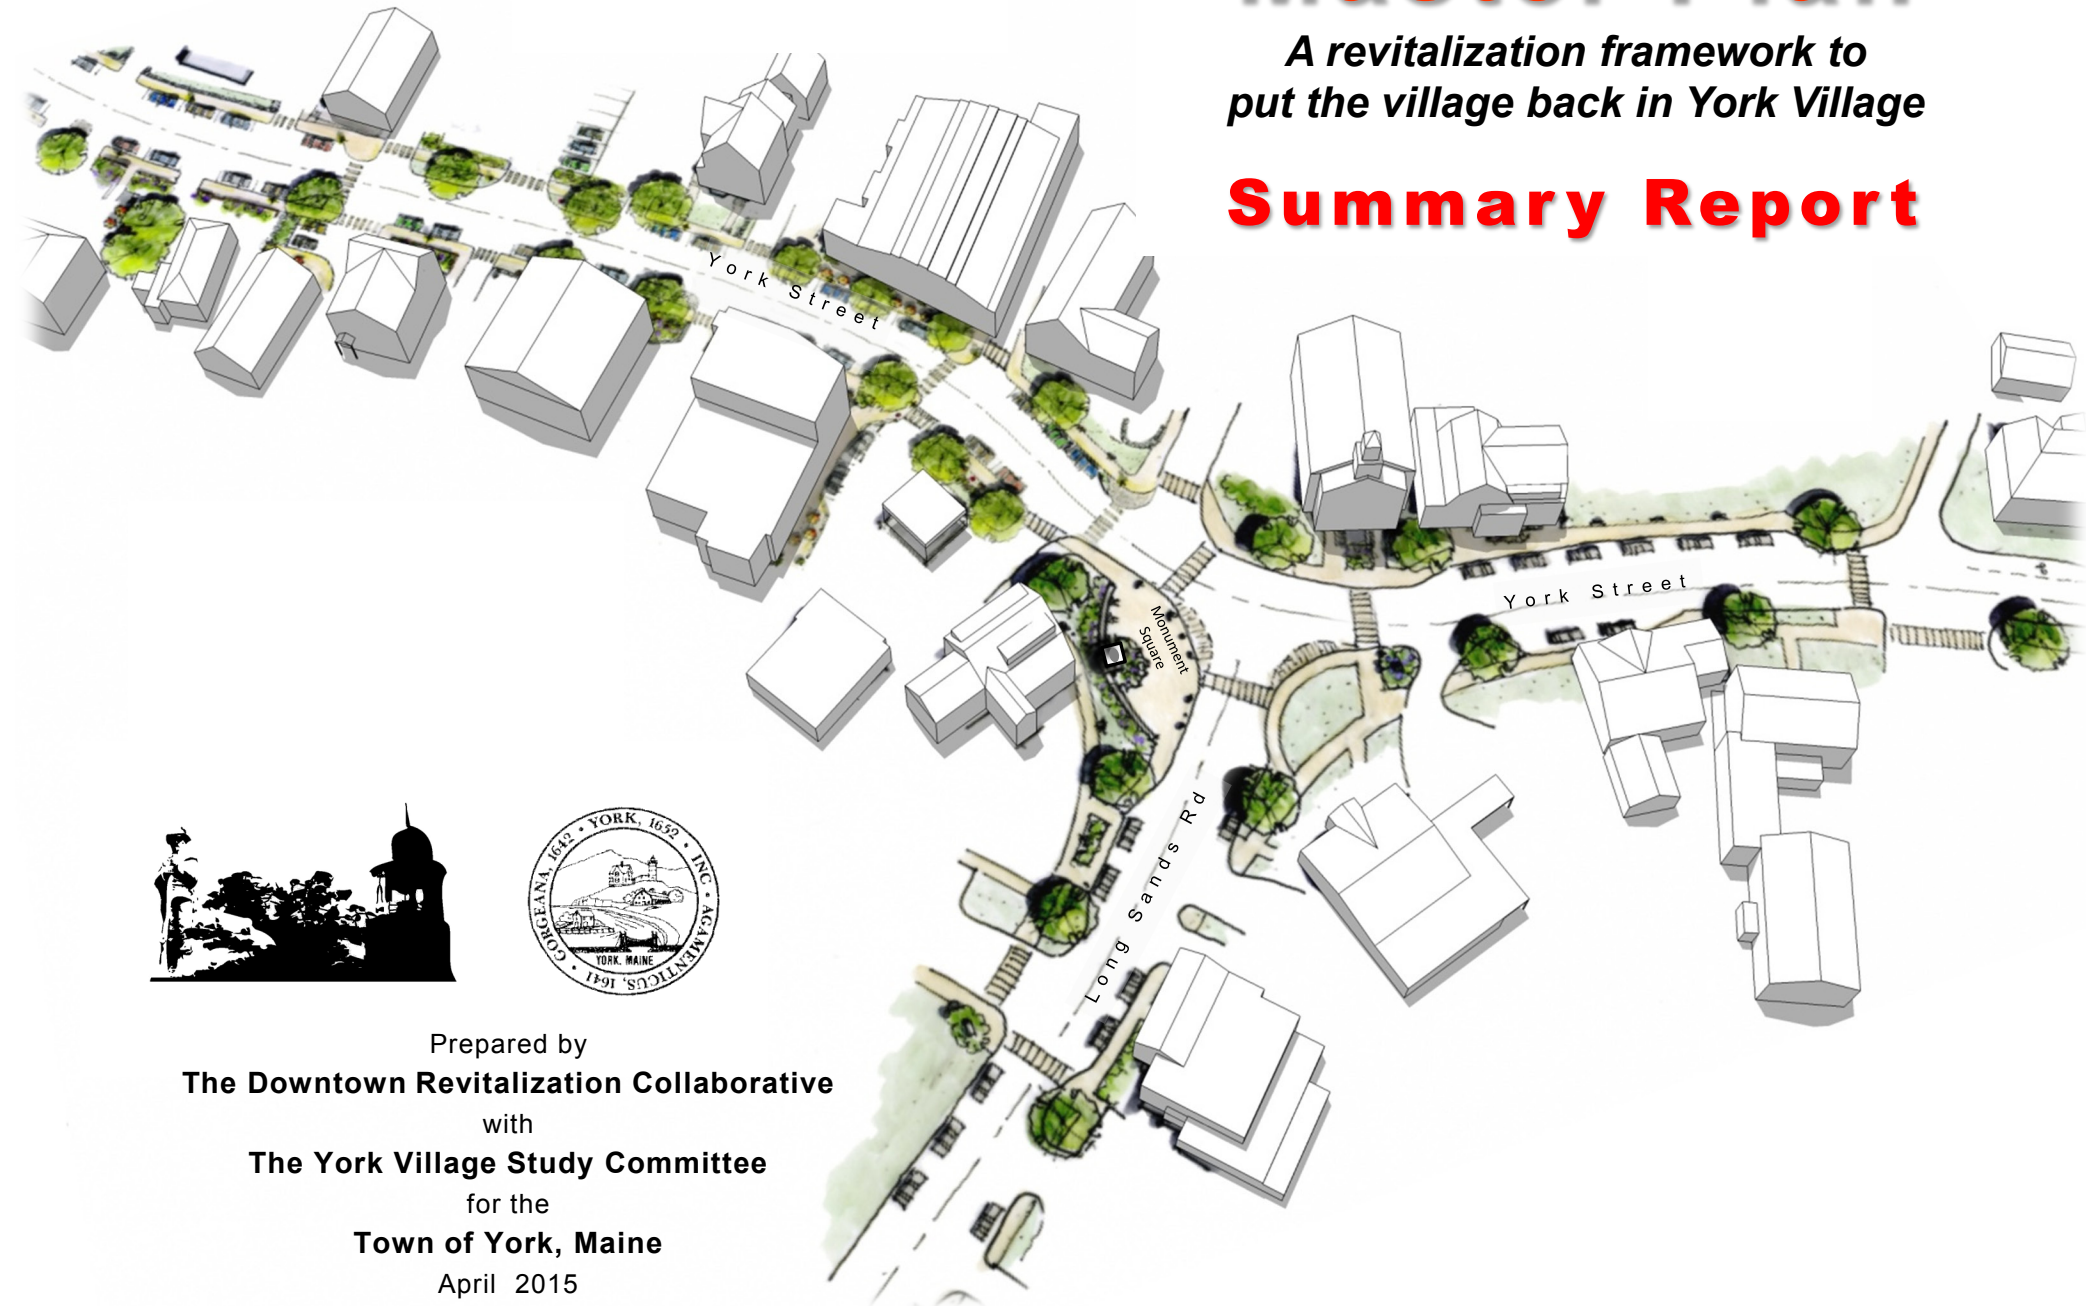 Master Plan
A revitalization framework to
put the village back in York Village
Summary Report
York Street
York Street
Monument
Square
Long Sands Rd
GORGEANA, 1642 • YORK, 1652 • INC • AGAMENTICUS, 1641 •
YORK, MAINE
Prepared by
The Downtown Revitalization Collaborative
with
The York Village Study Committee
for the
Town of York, Maine
April 2015